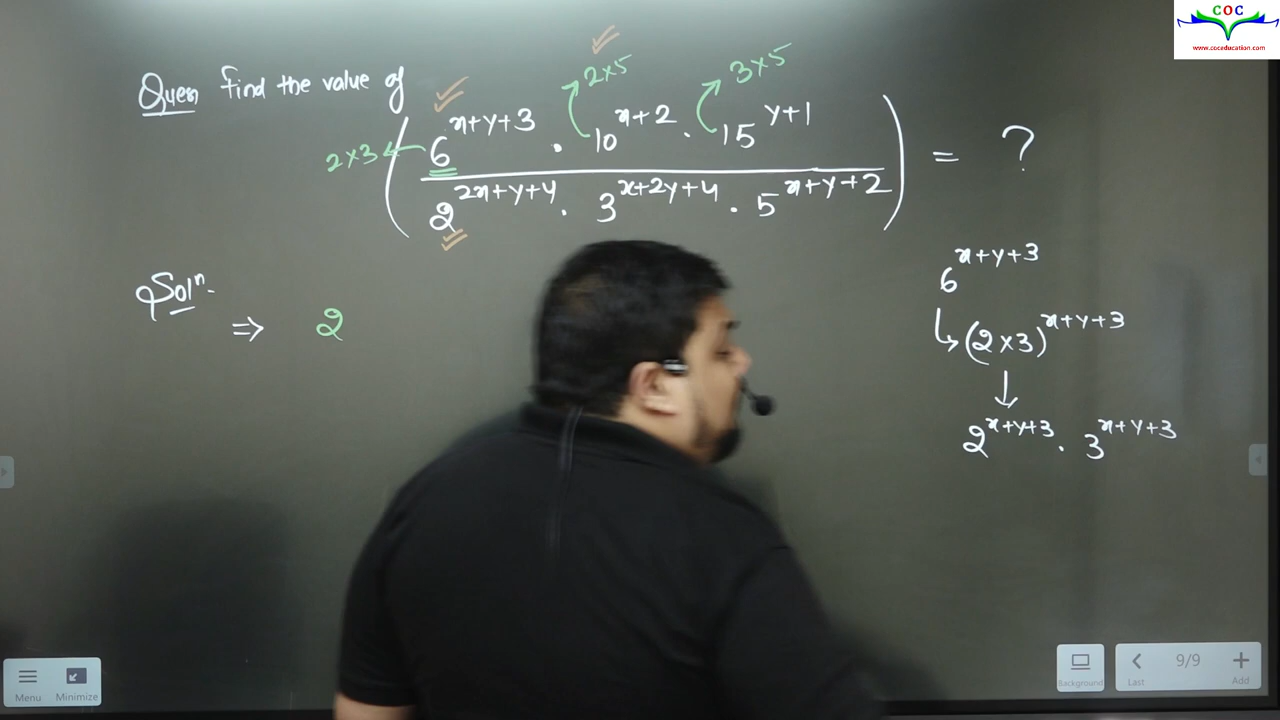 COC
www.coceducation.com
2×5
3×5
Quen Find the value of
2×3
( 6^(x+y+3) · 10^(x+2) · 15^(y+1) / 2^(2x+y+4) · 3^(x+2y+4) · 5^(x+y+2) ) = ?
Solⁿ.
⇒ 2
6^(x+y+3)
↳ (2×3)^(x+y+3)
↓
2^(x+y+3) · 3^(x+y+3)
Menu
Minimize
Background
Last
9/9
Add